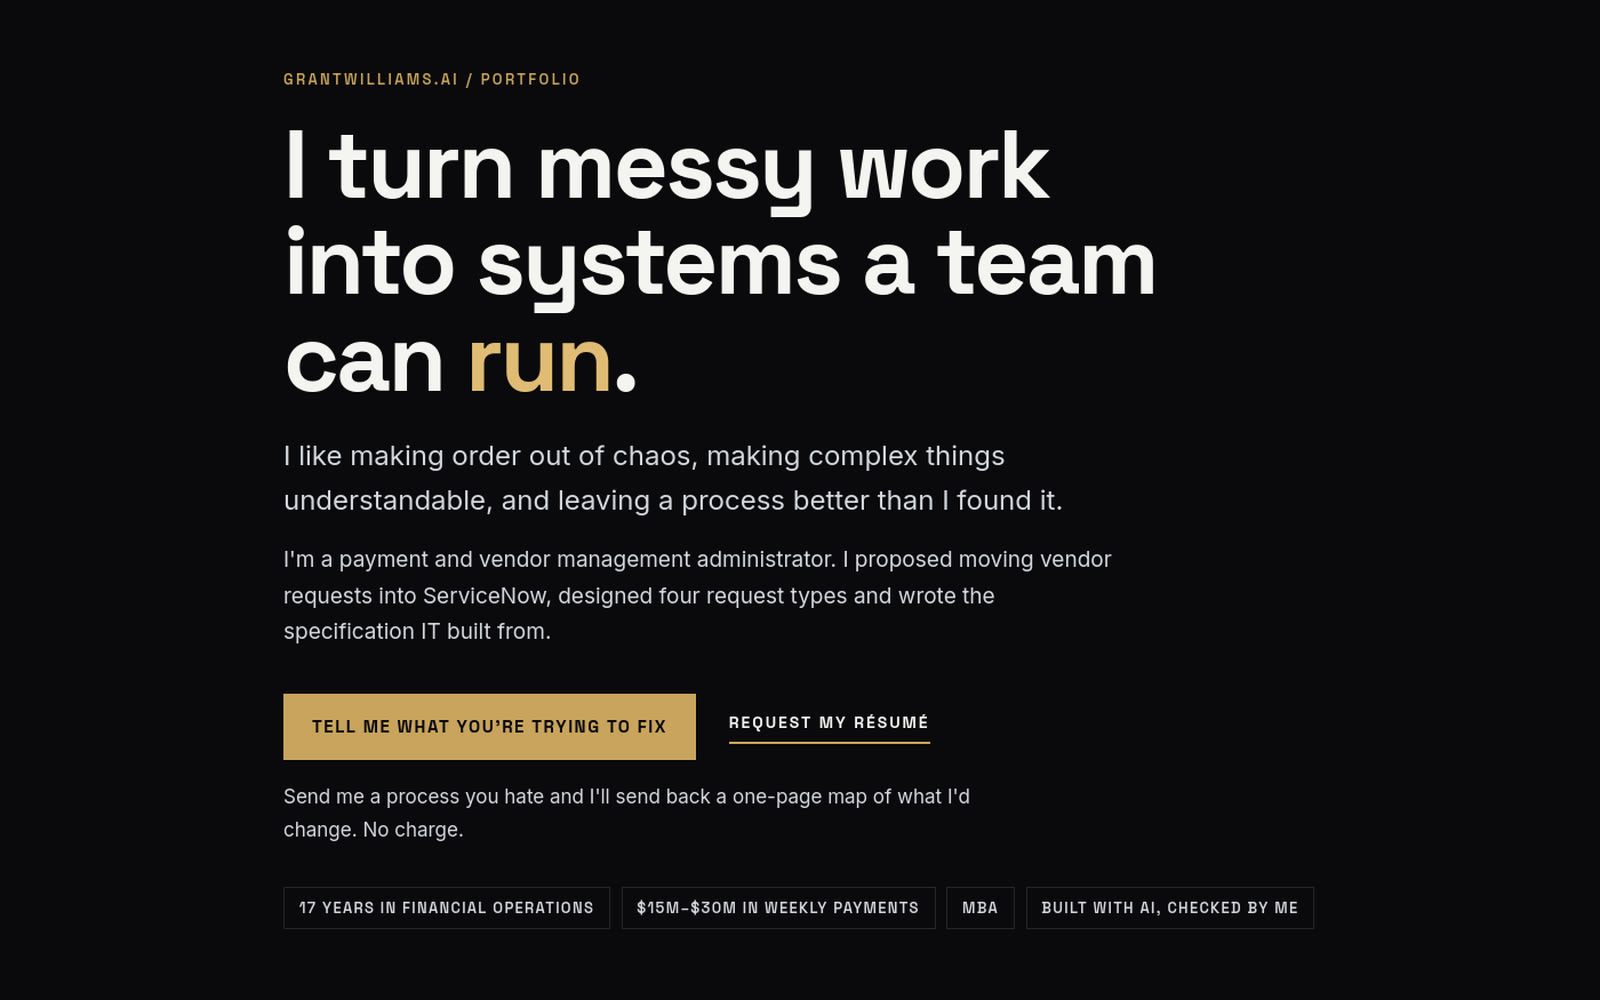 GRANTWILLIAMS.AI / PORTFOLIO
I turn messy work
into systems a team
can run.
I like making order out of chaos, making complex things
understandable, and leaving a process better than I found it.
I'm a payment and vendor management administrator. I proposed moving vendor
requests into ServiceNow, designed four request types and wrote the
specification IT built from.
TELL ME WHAT YOU’RE TRYING TO FIX
REQUEST MY RÉSUMÉ
Send me a process you hate and I'll send back a one-page map of what I'd
change. No charge.
17 YEARS IN FINANCIAL OPERATIONS
$15M–$30M IN WEEKLY PAYMENTS
MBA
BUILT WITH AI, CHECKED BY ME